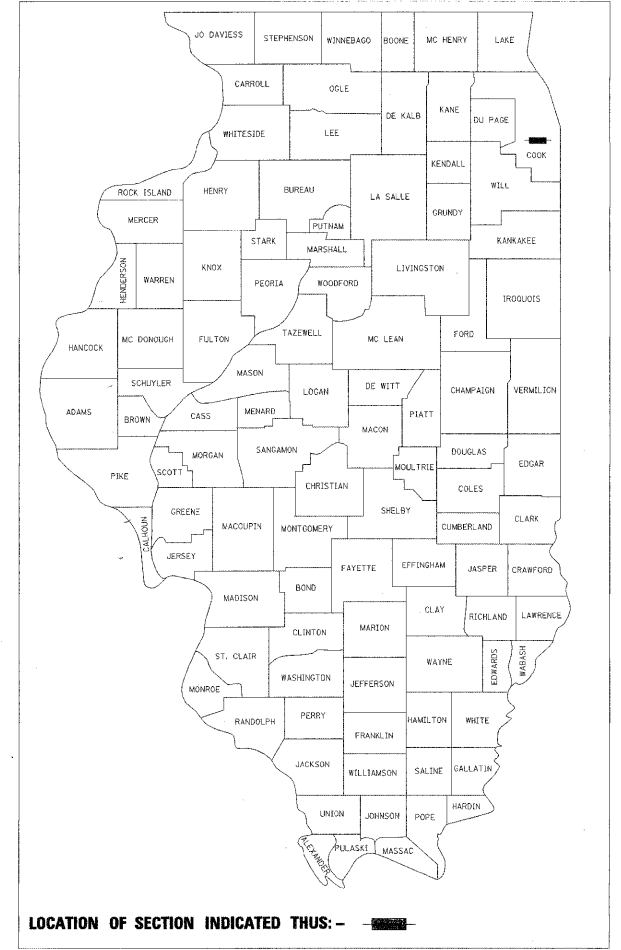 JO DAVIESS STEPHENSON WINNEBAGO BOONE MC HENRY LAKE
CARROLL OGLE DE KALB KANE DU PAGE COOK
WHITESIDE LEE KENDALL WILL
ROCK ISLAND HENRY BUREAU LA SALLE GRUNDY
MERCER PUTNAM
STARK MARSHALL KANKAKEE
HENDERSON WARREN KNOX PEORIA WOODFORD LIVINGSTON IROQUOIS
HANCOCK MC DONOUGH FULTON TAZEWELL MC LEAN FORD
SCHUYLER MASON LOGAN DE WITT CHAMPAIGN VERMILION
ADAMS BROWN CASS MENARD MACON PIATT
PIKE SCOTT MORGAN SANGAMON CHRISTIAN MOULTRIE DOUGLAS EDGAR
COLES
CALHOUN GREENE MACOUPIN MONTGOMERY SHELBY CUMBERLAND CLARK
JERSEY FAYETTE EFFINGHAM JASPER CRAWFORD
MADISON BOND CLAY RICHLAND LAWRENCE
CLINTON MARION
ST. CLAIR WASHINGTON JEFFERSON WAYNE EDWARDS WABASH
MONROE
RANDOLPH PERRY FRANKLIN HAMILTON WHITE
JACKSON WILLIAMSON SALINE GALLATIN
UNION JOHNSON POPE HARDIN
ALEXANDER PULASKI MASSAC
LOCATION OF SECTION INDICATED THUS: -